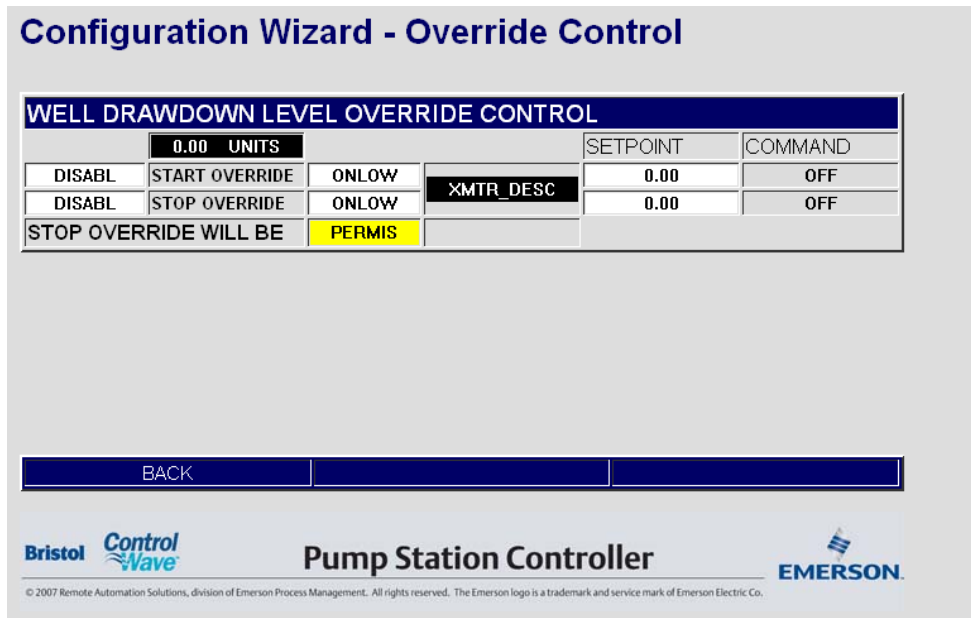 Configuration Wizard - Override Control
WELL DRAWDOWN LEVEL OVERRIDE CONTROL
0.00 UNITS SETPOINT COMMAND
DISABL START OVERRIDE ONLOW XMTR_DESC 0.00 OFF
DISABL STOP OVERRIDE ONLOW 0.00 OFF
STOP OVERRIDE WILL BE PERMIS
BACK
Bristol Control Wave Pump Station Controller EMERSON.
© 2007 Remote Automation Solutions, division of Emerson Process Management. All rights reserved. The Emerson logo is a trademark and service mark of Emerson Electric Co.